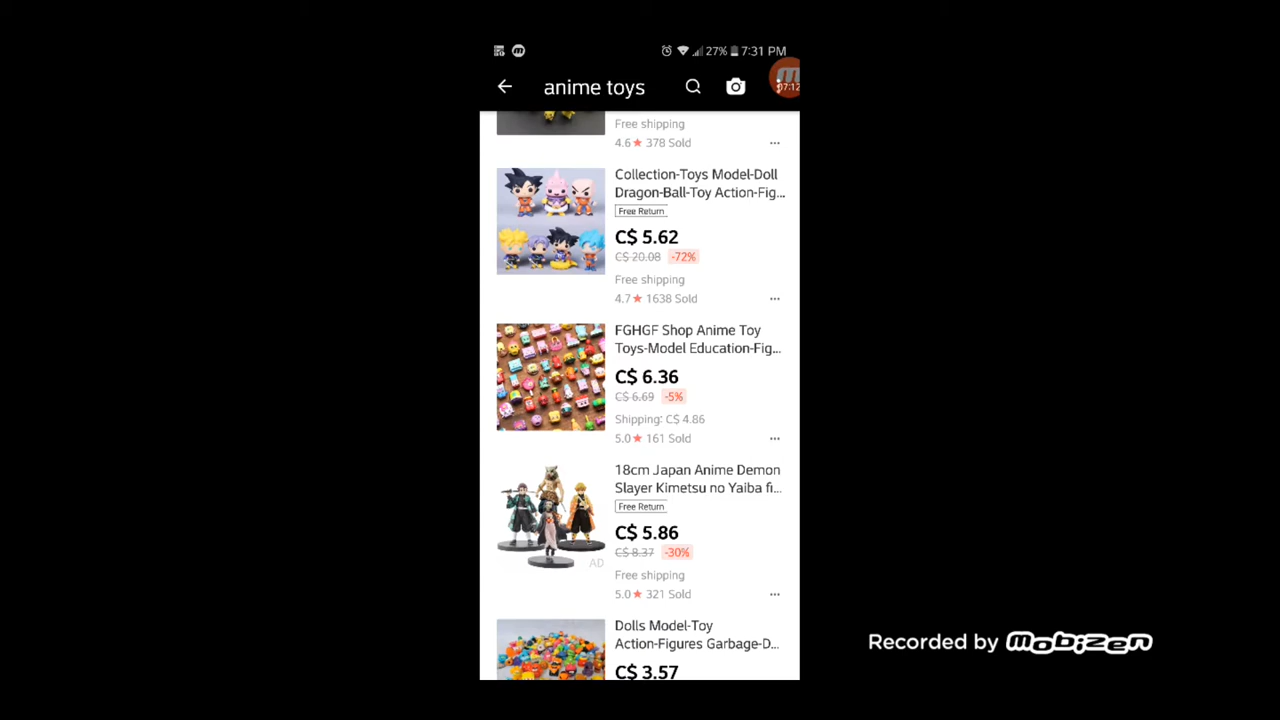 27% 7:31 PM
anime toys
07:12
Free shipping
4.6★ 378 Sold
Collection-Toys Model-Doll
Dragon-Ball-Toy Action-Fig...
Free Return
C$ 5.62
C$ 20.08 -72%
Free shipping
4.7★ 1638 Sold
FGHGF Shop Anime Toy
Toys-Model Education-Fig...
C$ 6.36
C$ 6.69 -5%
Shipping: C$ 4.86
5.0★ 161 Sold
18cm Japan Anime Demon
Slayer Kimetsu no Yaiba fi...
Free Return
C$ 5.86
C$ 8.37 -30%
AD
Free shipping
5.0★ 321 Sold
Dolls Model-Toy
Action-Figures Garbage-D...
C$ 3.57
Recorded by mobizen